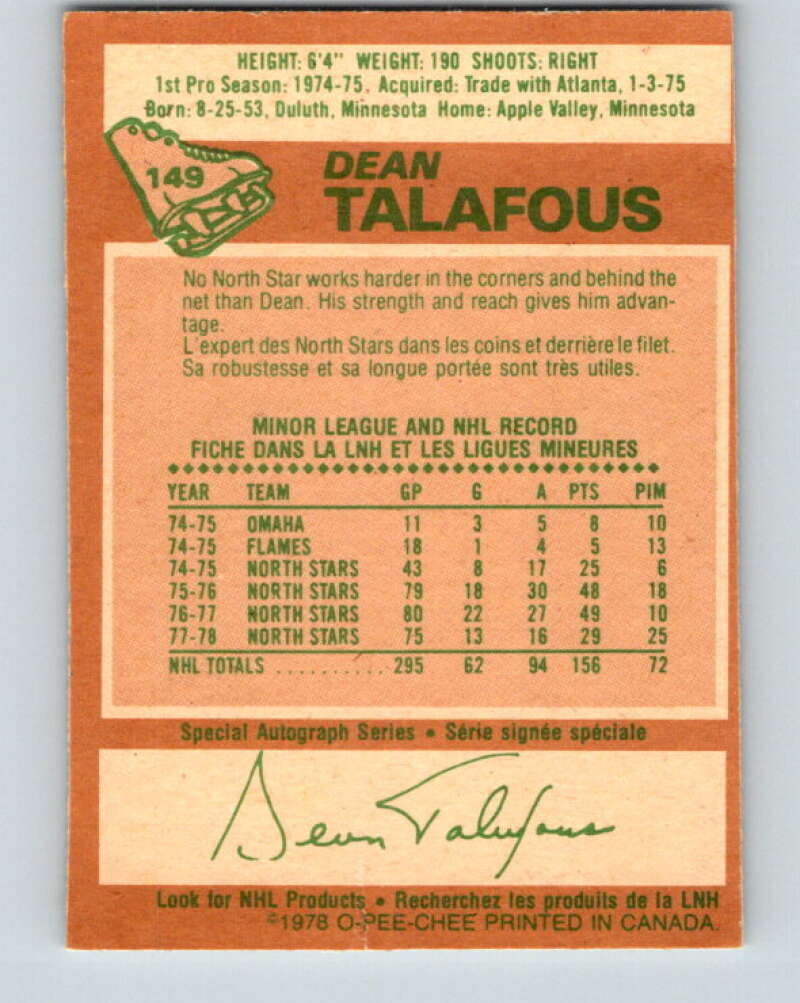 HEIGHT: 6'4" WEIGHT: 190 SHOOTS: RIGHT
1st Pro Season: 1974-75, Acquired: Trade with Atlanta, 1-3-75
Born: 8-25-53, Duluth, Minnesota Home: Apple Valley, Minnesota
149
DEAN
TALAFOUS
No North Star works harder in the corners and behind the
net than Dean. His strength and reach gives him advan-
tage.
L'expert des North Stars dans les coins et derrière le filet.
Sa robustesse et sa longue portée sont très utiles.
MINOR LEAGUE AND NHL RECORD
FICHE DANS LA LNH ET LES LIGUES MINEURES
YEAR TEAM GP G A PTS PIM
74-75 OMAHA 11 3 5 8 10
74-75 FLAMES 18 1 4 5 13
74-75 NORTH STARS 43 8 17 25 6
75-76 NORTH STARS 79 18 30 48 18
76-77 NORTH STARS 80 22 27 49 10
77-78 NORTH STARS 75 13 16 29 25
NHL TOTALS .......... 295 62 94 156 72
Special Autograph Series • Série signée spéciale
Dean Talafous
Look for NHL Products • Recherchez les produits de la LNH
©1978 O-PEE-CHEE PRINTED IN CANADA.